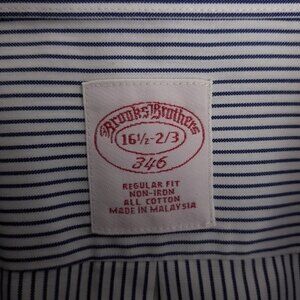 Brooks Brothers
16½-2/3
346
REGULAR FIT
NON-IRON
ALL COTTON
MADE IN MALAYSIA